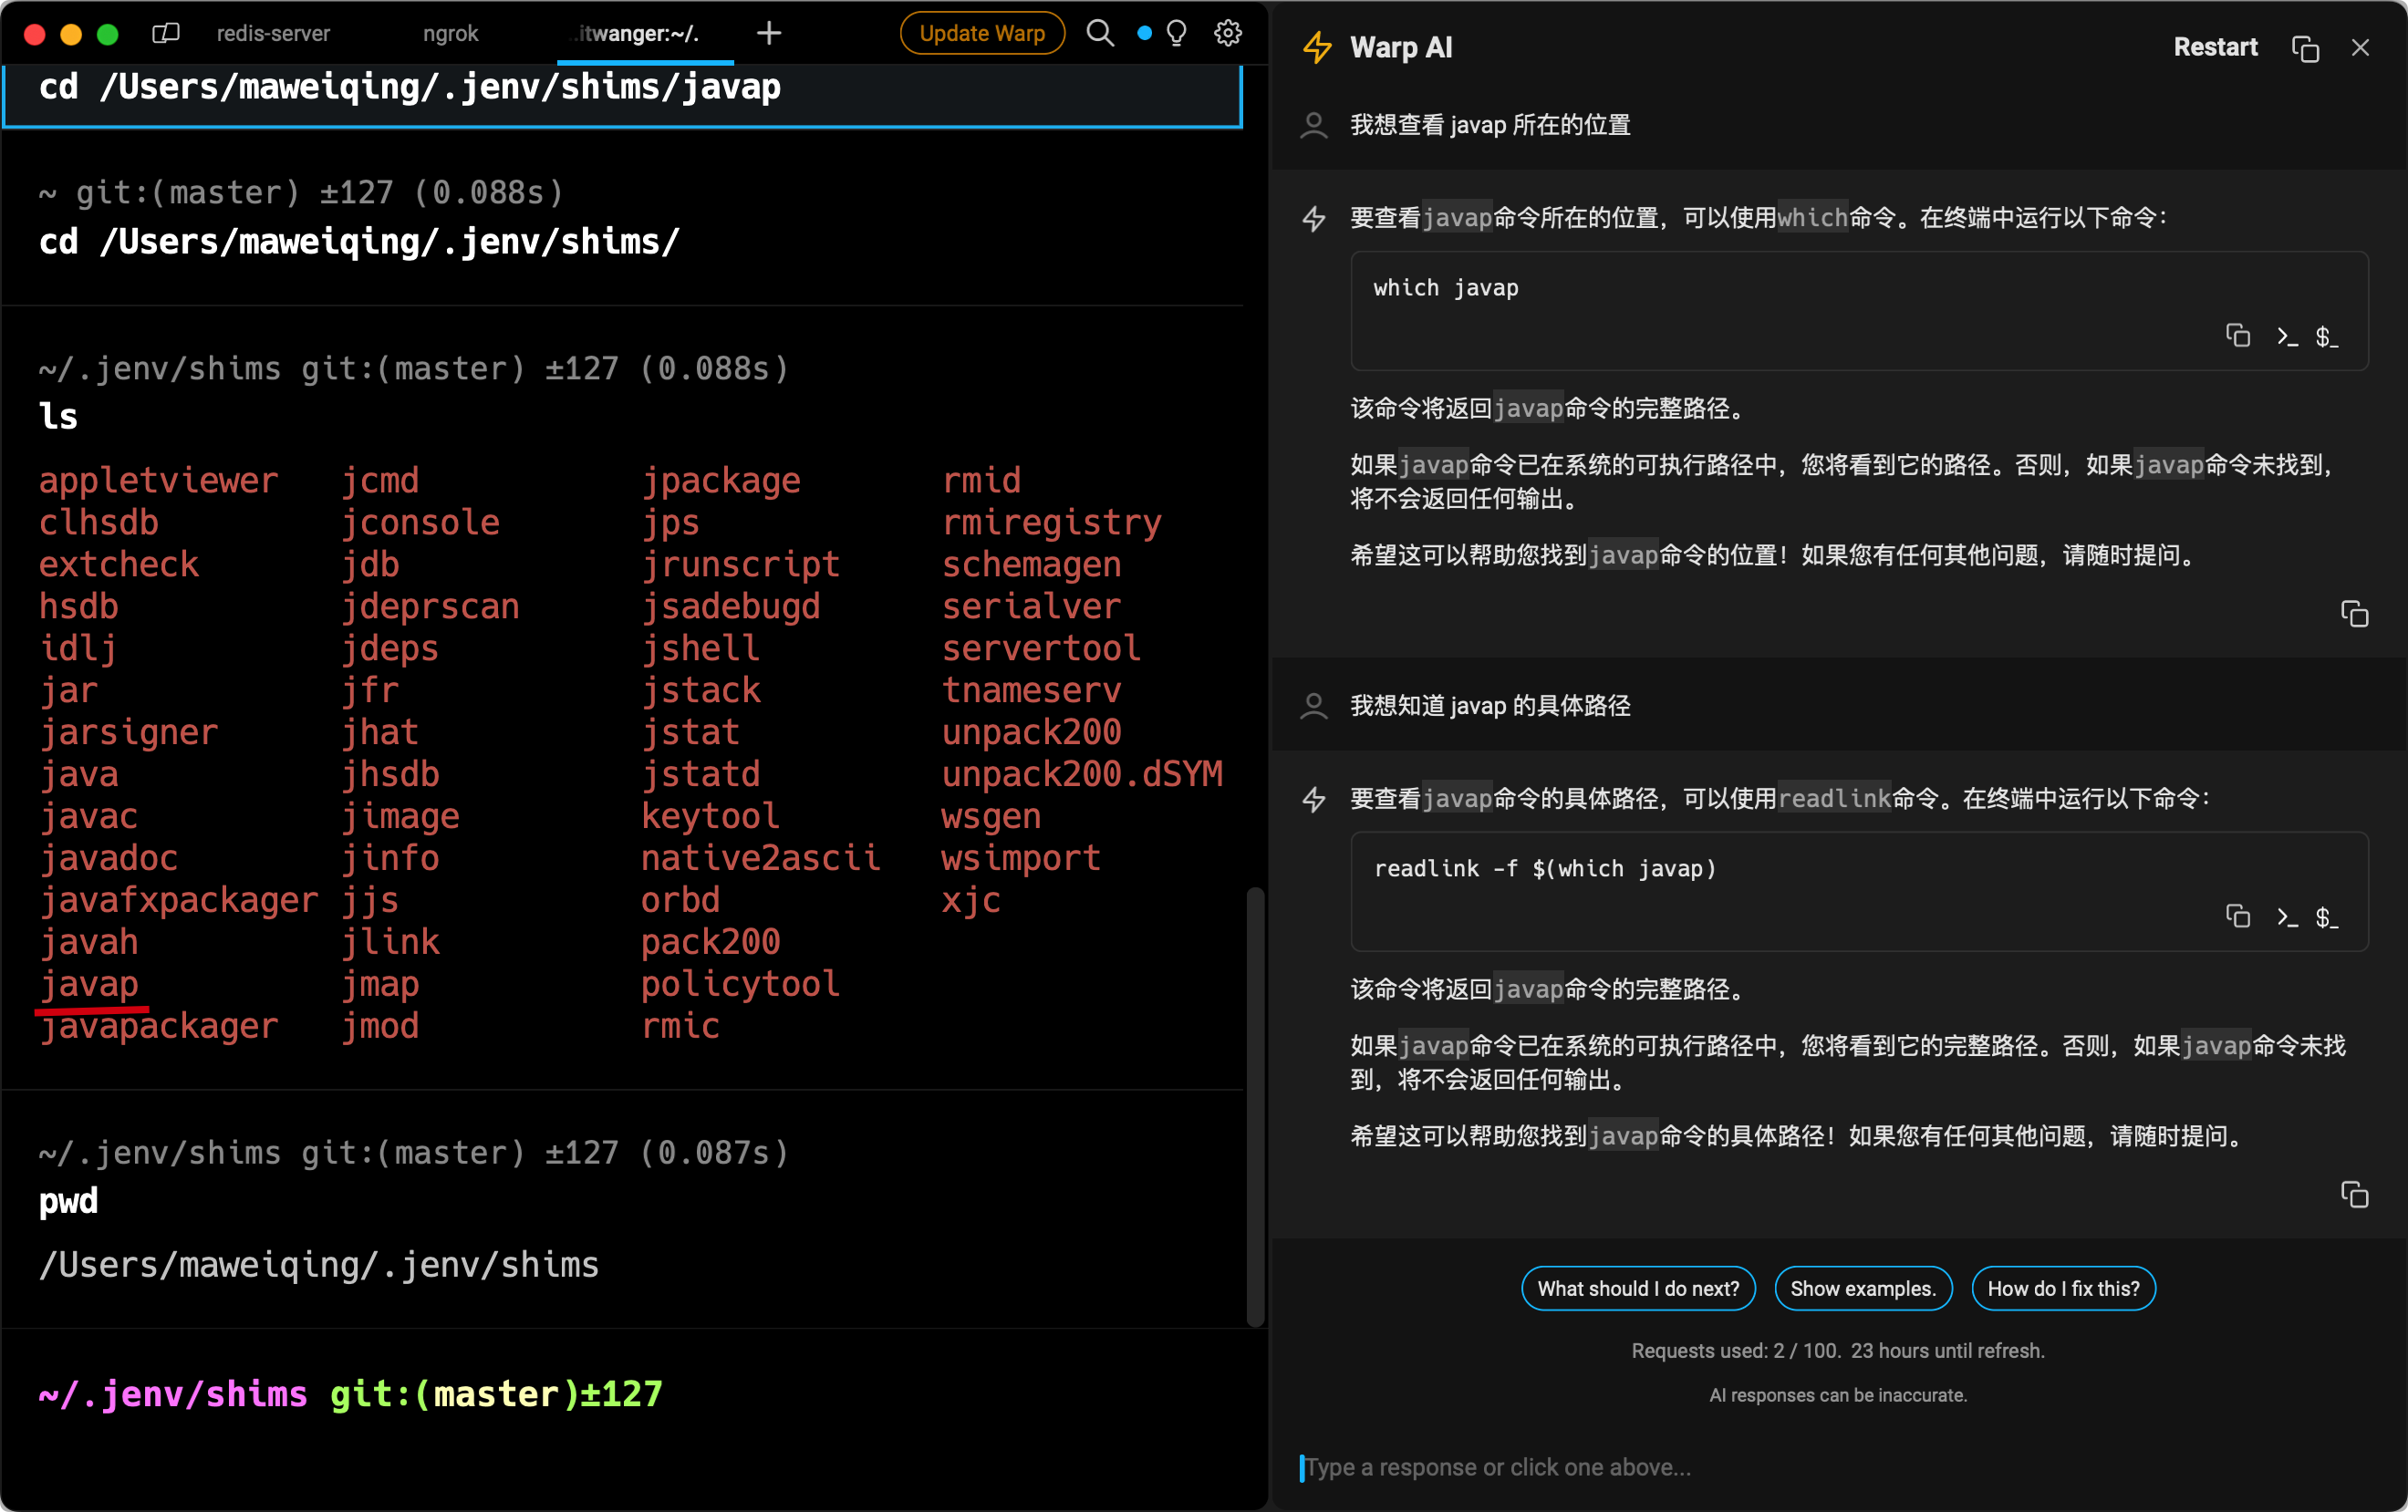 redis-server
ngrok
..itwanger:~/.
Update Warp
cd /Users/maweiqing/.jenv/shims/javap
~ git:(master) ±127 (0.088s)
cd /Users/maweiqing/.jenv/shims/
~/.jenv/shims git:(master) ±127 (0.088s)
ls
appletviewer jcmd jpackage rmid
clhsdb jconsole jps rmiregistry
extcheck jdb jrunscript schemagen
hsdb jdeprscan jsadebugd serialver
idlj jdeps jshell servertool
jar jfr jstack tnameserv
jarsigner jhat jstat unpack200
java jhsdb jstatd unpack200.dSYM
javac jimage keytool wsgen
javadoc jinfo native2ascii wsimport
javafxpackager jjs orbd xjc
javah jlink pack200
javap jmap policytool
javapackager jmod rmic
~/.jenv/shims git:(master) ±127 (0.087s)
pwd
/Users/maweiqing/.jenv/shims
~/.jenv/shims git:(master)±127
Warp AI
Restart
我想查看 javap 所在的位置
要查看javap命令所在的位置，可以使用which命令。在终端中运行以下命令：
which javap
>_ $_
该命令将返回javap命令的完整路径。
如果javap命令已在系统的可执行路径中，您将看到它的路径。否则，如果javap命令未找到，
将不会返回任何输出。
希望这可以帮助您找到javap命令的位置！如果您有任何其他问题，请随时提问。
我想知道 javap 的具体路径
要查看javap命令的具体路径，可以使用readlink命令。在终端中运行以下命令：
readlink -f $(which javap)
>_ $_
该命令将返回javap命令的完整路径。
如果javap命令已在系统的可执行路径中，您将看到它的完整路径。否则，如果javap命令未找
到，将不会返回任何输出。
希望这可以帮助您找到javap命令的具体路径！如果您有任何其他问题，请随时提问。
What should I do next?
Show examples.
How do I fix this?
Requests used: 2 / 100. 23 hours until refresh.
AI responses can be inaccurate.
Type a response or click one above...